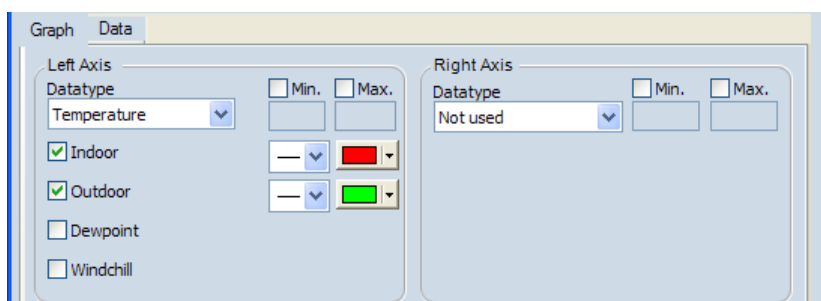 Graph Data
Left Axis
Datatype Min. Max.
Temperature
Indoor
Outdoor
Dewpoint
Windchill
Right Axis
Datatype Min. Max.
Not used